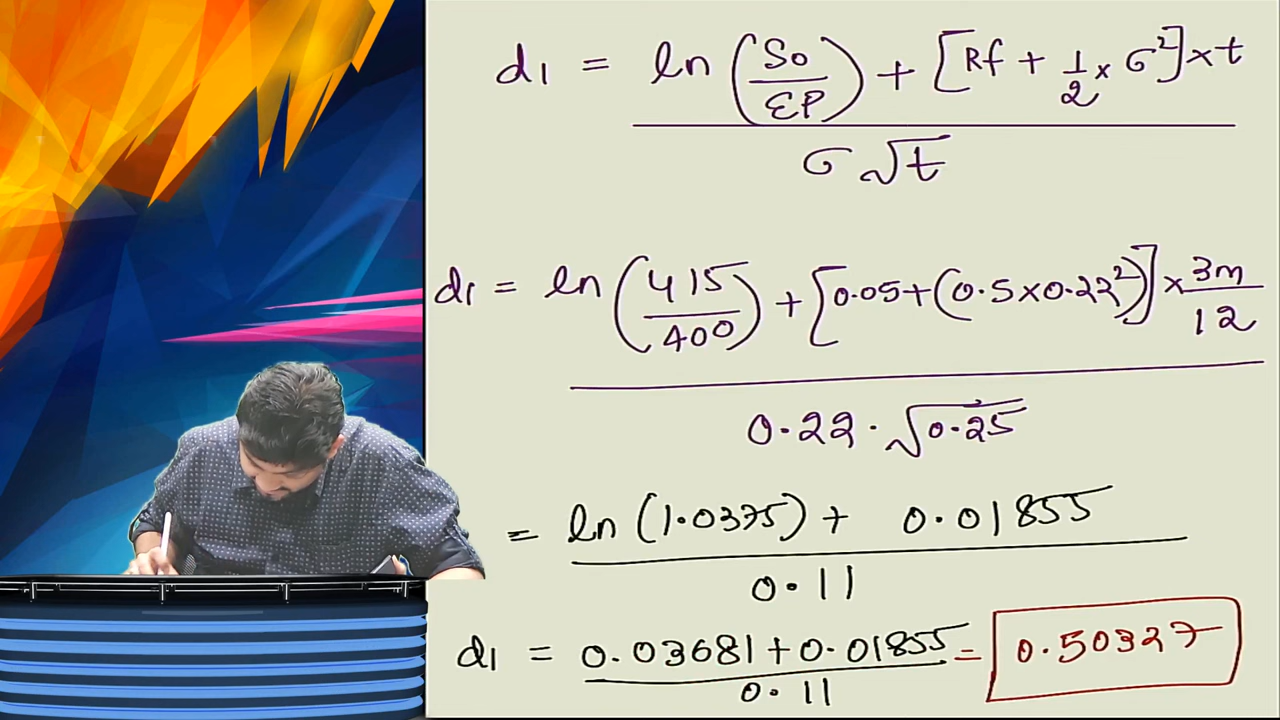 d1 = ln(So/EP) + [Rf + 1/2 × σ²] × t
σ√t
d1 = ln(415/400) + [0.05+(0.5×0.22²)] × 3m/12
0.22 · √0.25
= ln(1.0375) + 0.01855
0.11
d1 = 0.03681+0.01855 = 0.50327
0.11